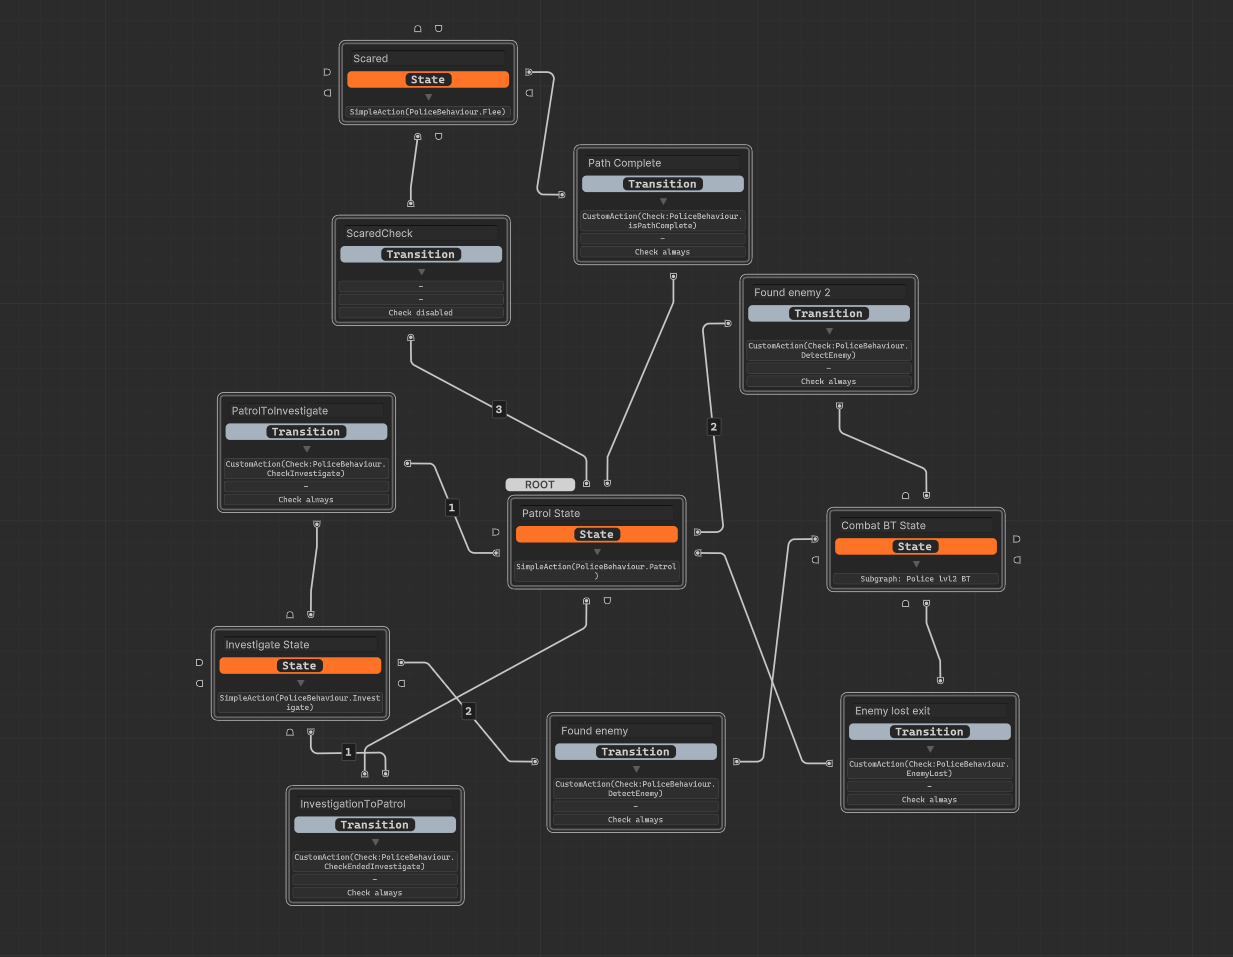 Scared
State
SimpleAction(PoliceBehaviour.Flee)
Path Complete
Transition
CustomAction(Check:PoliceBehaviour.
isPathComplete)
-
Check always
ScaredCheck
Transition
-
-
Check disabled
Found enemy 2
Transition
CustomAction(Check:PoliceBehaviour.
DetectEnemy)
-
Check always
3
2
PatrolToInvestigate
Transition
CustomAction(Check:PoliceBehaviour.
CheckInvestigate)
-
Check always
1
ROOT
Patrol State
State
SimpleAction(PoliceBehaviour.Patrol
)
Combat BT State
State
Subgraph: Police lvl2 BT
Investigate State
State
SimpleAction(PoliceBehaviour.Invest
igate)
2
1
Found enemy
Transition
CustomAction(Check:PoliceBehaviour.
DetectEnemy)
-
Check always
Enemy lost exit
Transition
CustomAction(Check:PoliceBehaviour.
EnemyLost)
-
Check always
InvestigationToPatrol
Transition
CustomAction(Check:PoliceBehaviour.
CheckEndedInvestigate)
-
Check always